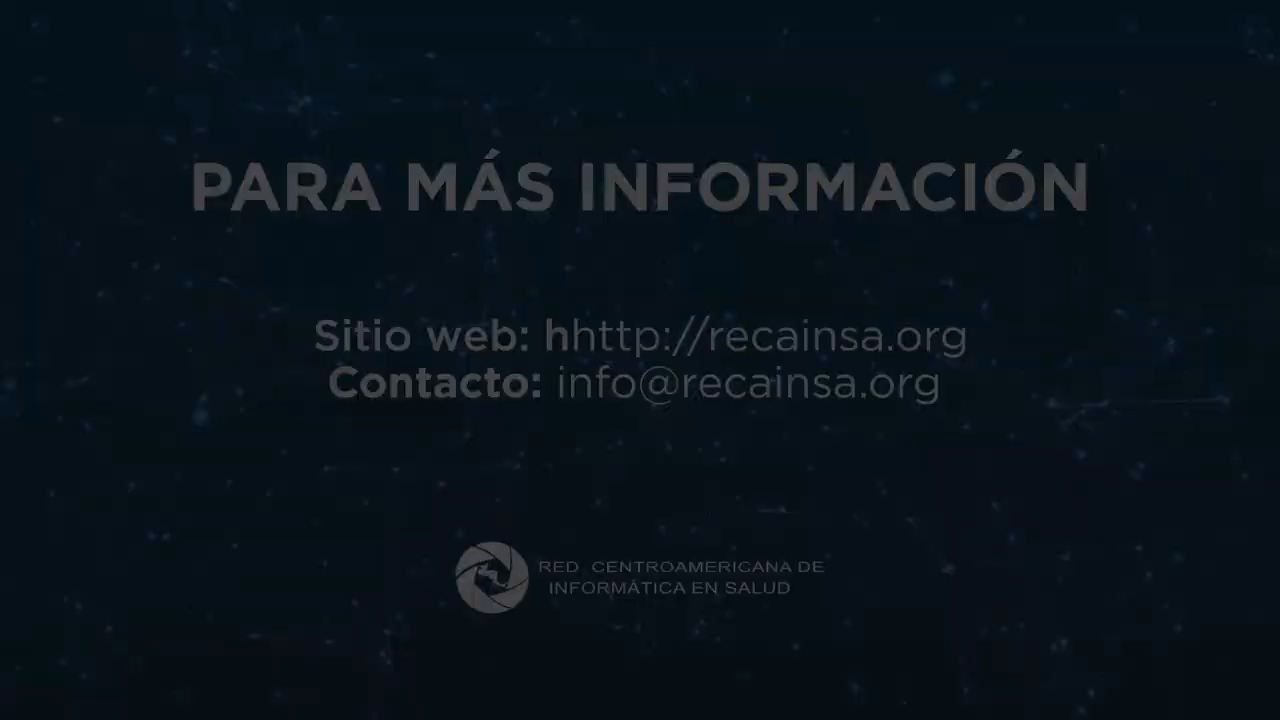 PARA MÁS INFORMACIÓN
Sitio web: hhttp://recainsa.org
Contacto: info@recainsa.org
RED CENTROAMERICANA DE
INFORMÁTICA EN SALUD